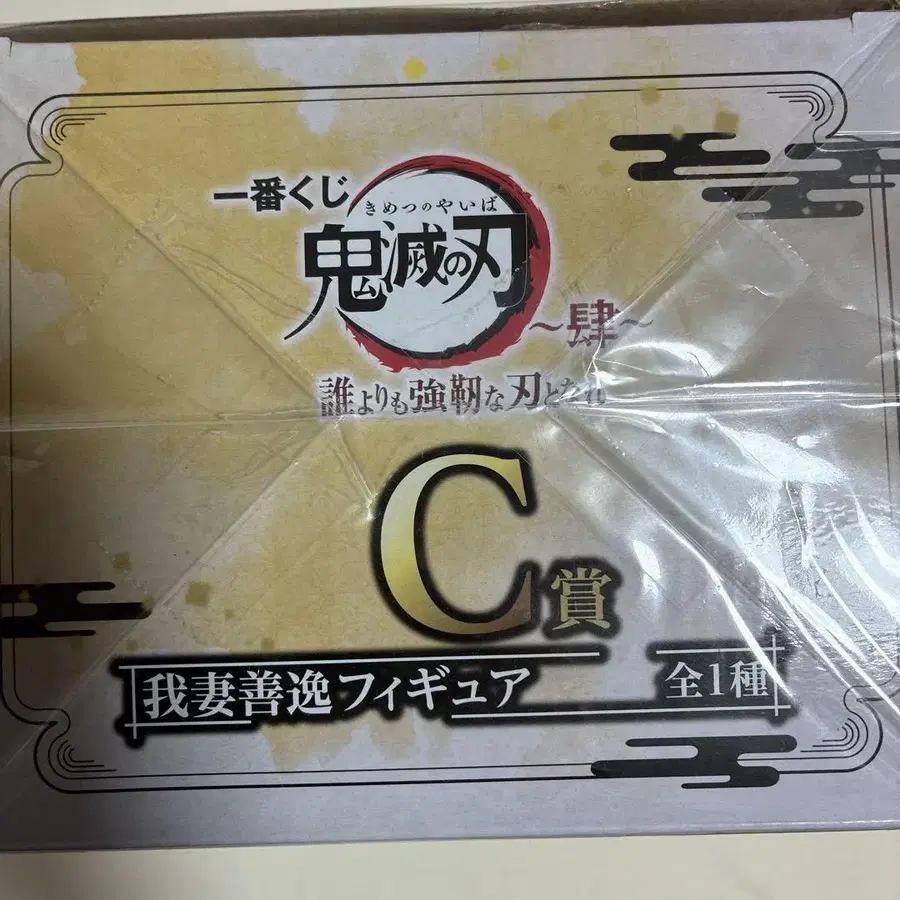 一番くじ
きめつのやいば
鬼滅の刃
～肆～
誰よりも強靭な刃となれ
C賞
我妻善逸フィギュア
全1種